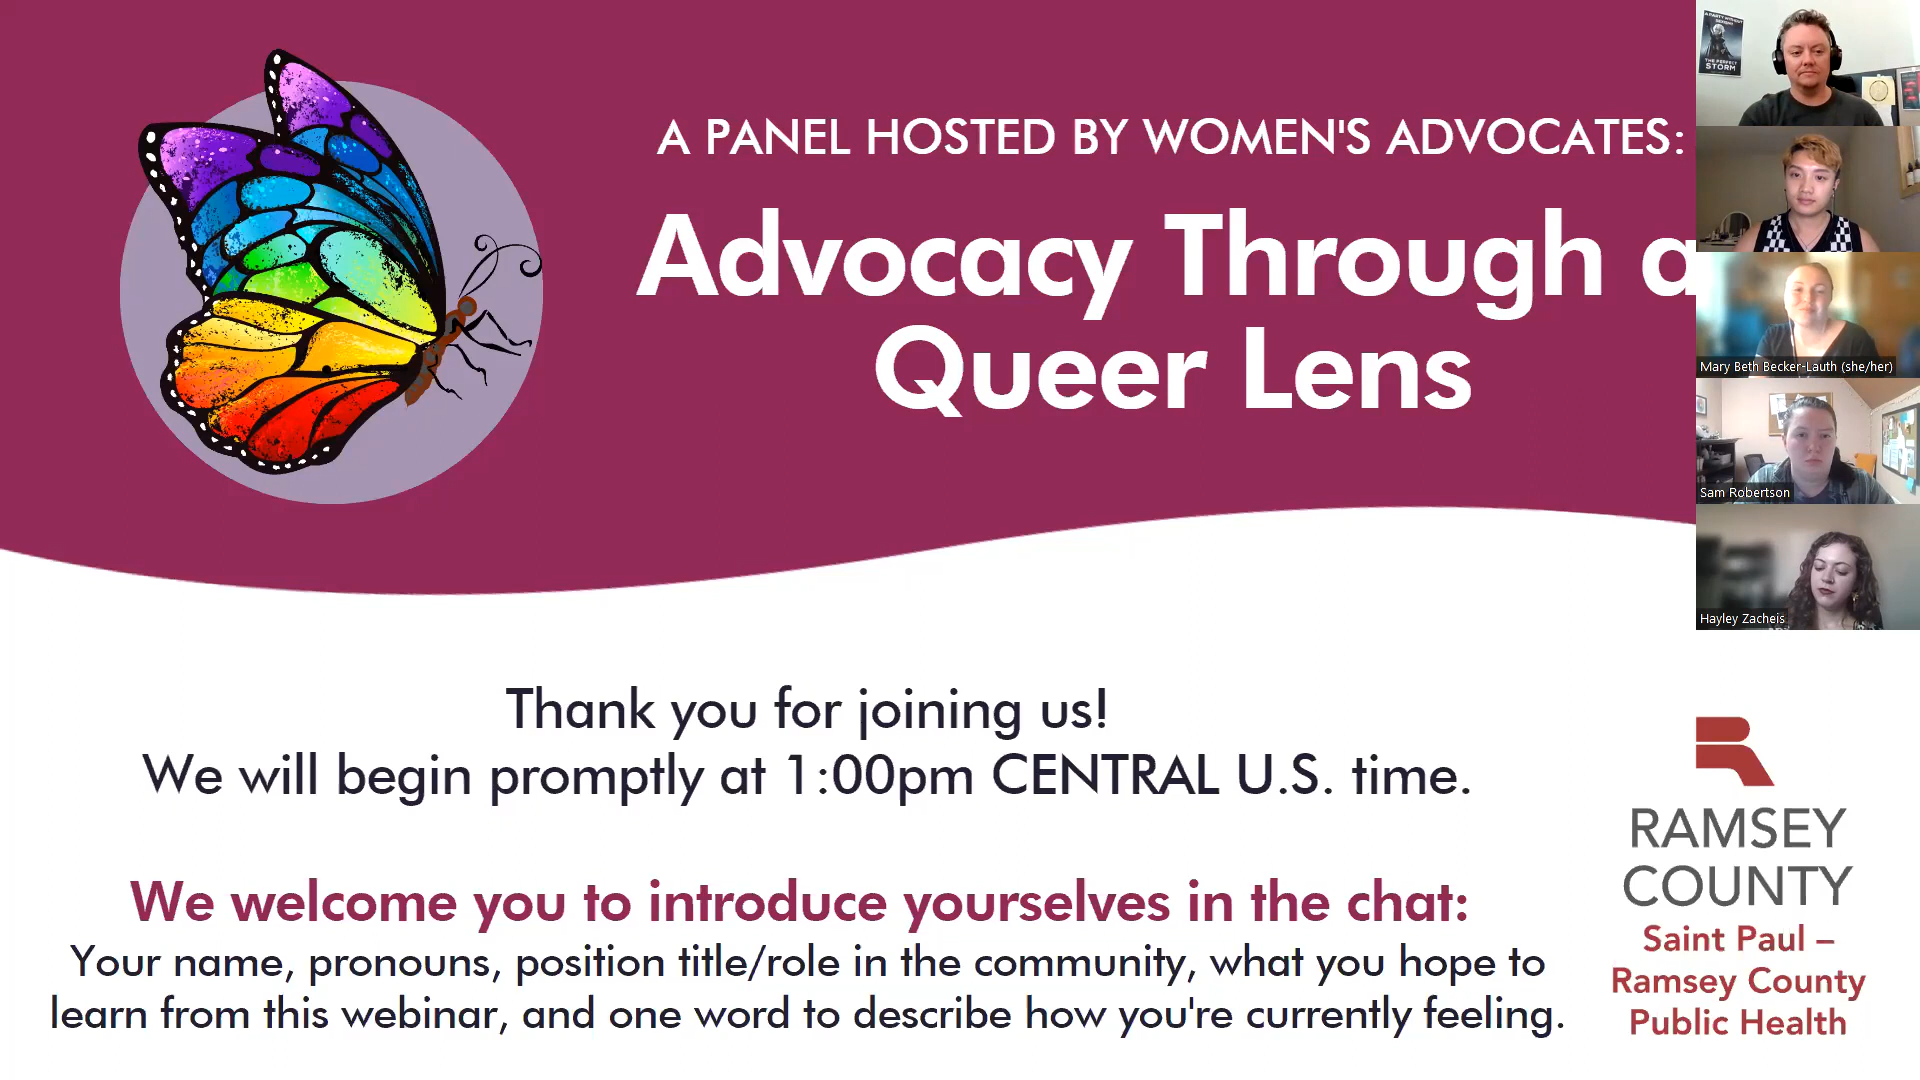 A PANEL HOSTED BY WOMEN'S ADVOCATES:
Advocacy Through a
Queer Lens
Thank you for joining us!
We will begin promptly at 1:00pm CENTRAL U.S. time.
We welcome you to introduce yourselves in the chat:
Your name, pronouns, position title/role in the community, what you hope to
learn from this webinar, and one word to describe how you're currently feeling.
THE PERFECT
STORM
Mary Beth Becker-Lauth (she/her)
Sam Robertson
Hayley Zacheis
RAMSEY
COUNTY
Saint Paul –
Ramsey County
Public Health